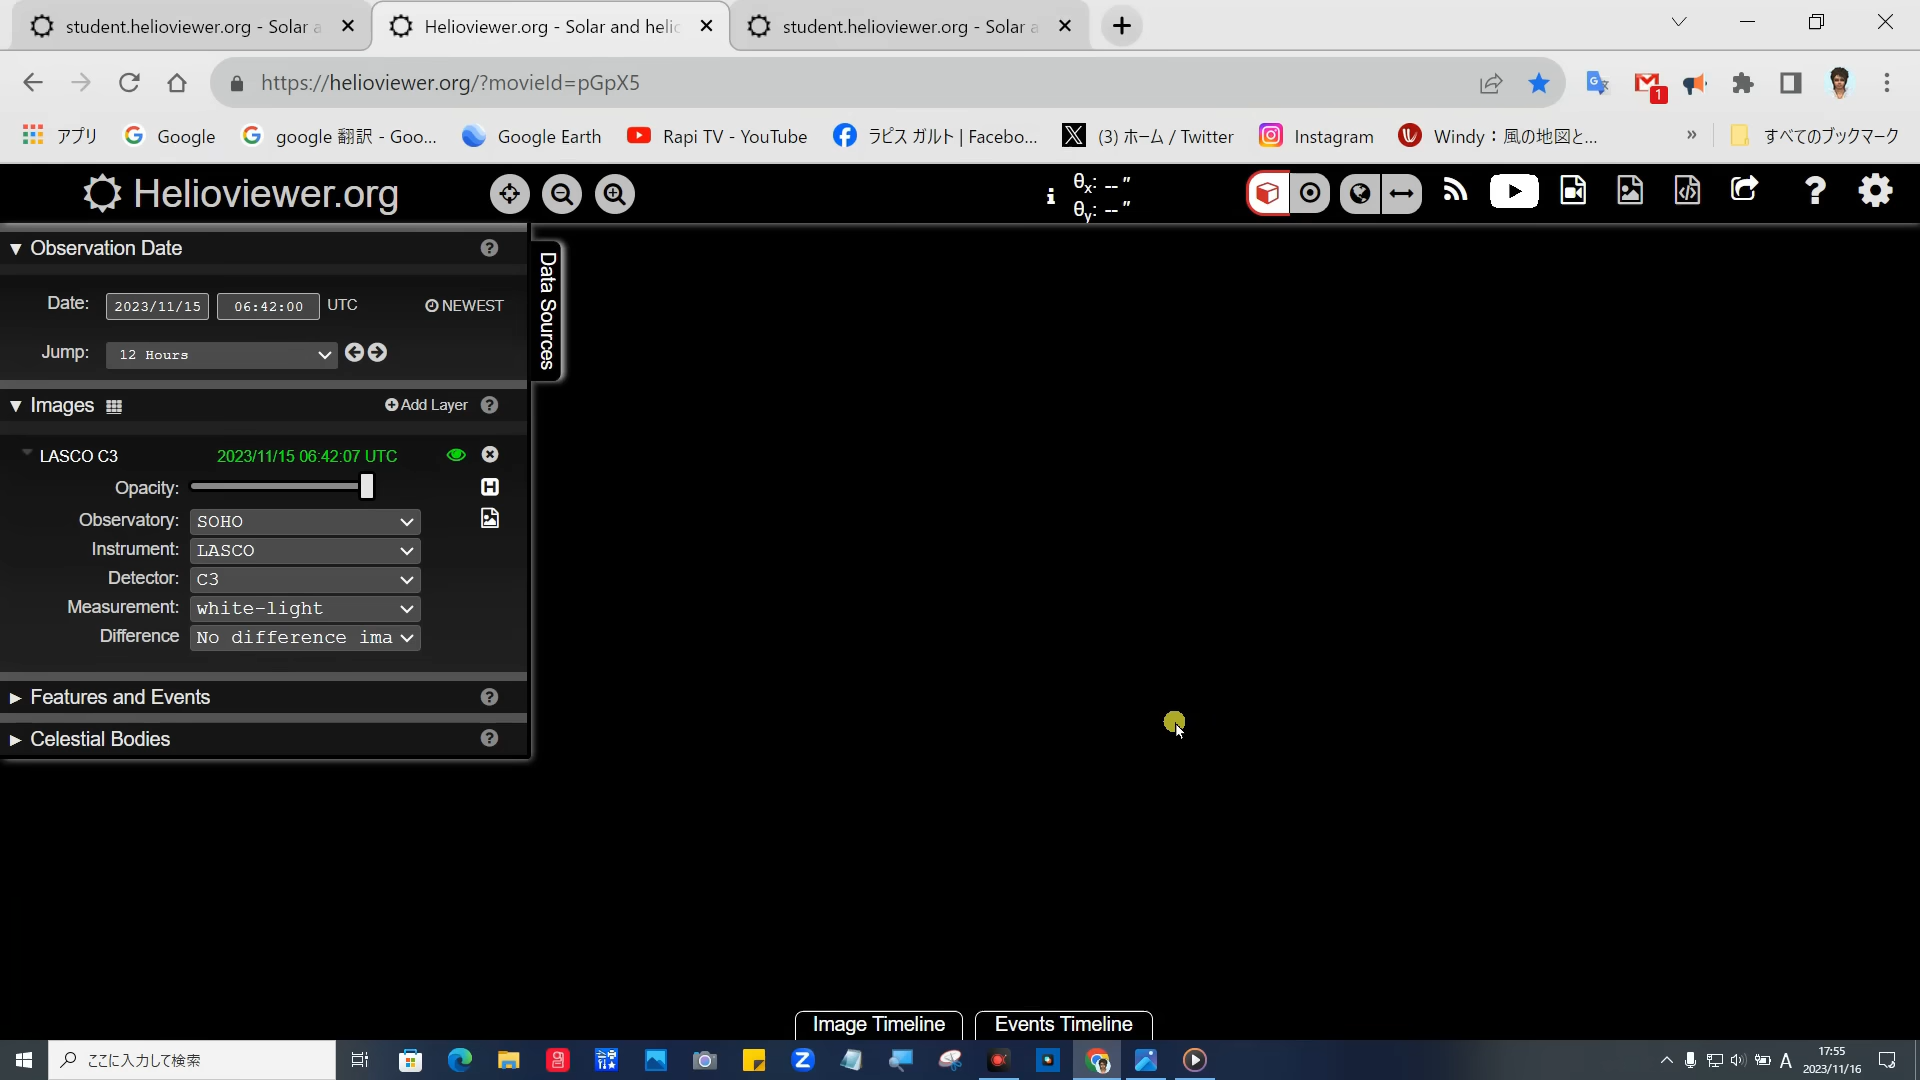 student.helioviewer.org - Solar a
Helioviewer.org - Solar and helio
student.helioviewer.org - Solar a
https://helioviewer.org/?movieId=pGpX5
1
アプリ
Google
google 翻訳 - Goo...
Google Earth
Rapi TV - YouTube
ラピス ガルト | Facebo...
(3) ホーム / Twitter
Instagram
Windy：風の地図と...
»
すべてのブックマーク
Helioviewer.org
θx: -- ″
θy: -- ″
Observation Date
Date: 2023/11/15 06:42:00 UTC NEWEST
Jump: 12 Hours
Images Add Layer
LASCO C3 2023/11/15 06:42:07 UTC
Opacity:
Observatory: SOHO
Instrument: LASCO
Detector: C3
Measurement: white-light
Difference No difference ima
Features and Events
Celestial Bodies
Data Sources
Image Timeline
Events Timeline
ここに入力して検索
A
17:55
2023/11/16